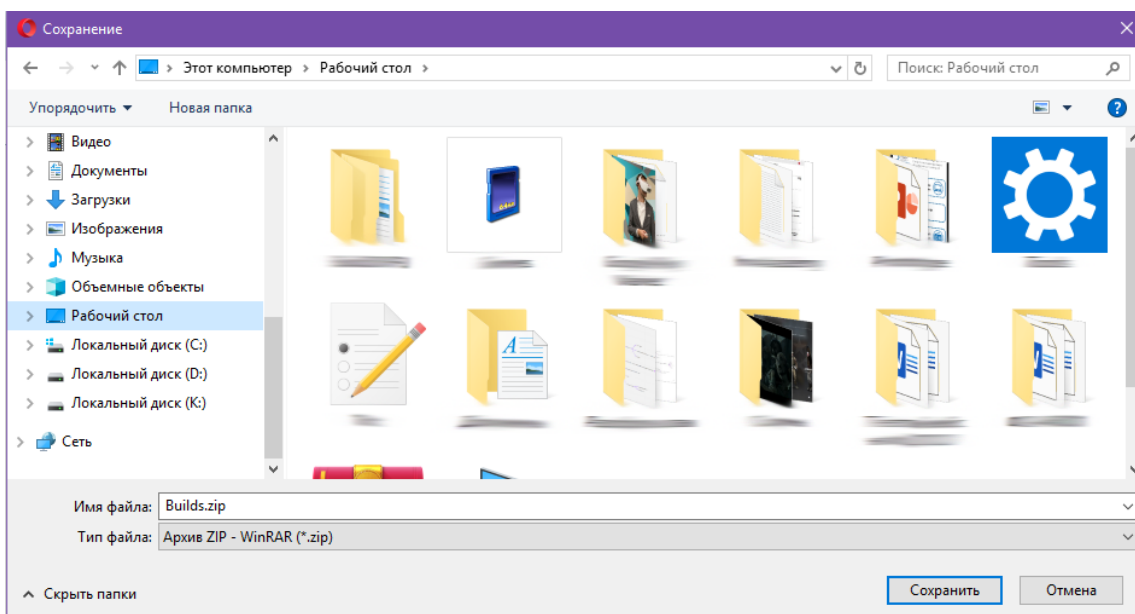 Сохранение
Этот компьютер › Рабочий стол ›
Поиск: Рабочий стол
Упорядочить
Новая папка
Видео
Документы
Загрузки
Изображения
Музыка
Объемные объекты
Рабочий стол
Локальный диск (C:)
Локальный диск (D:)
Локальный диск (K:)
Сеть
Имя файла: Builds.zip
Тип файла: Архив ZIP - WinRAR (*.zip)
Скрыть папки
Сохранить
Отмена